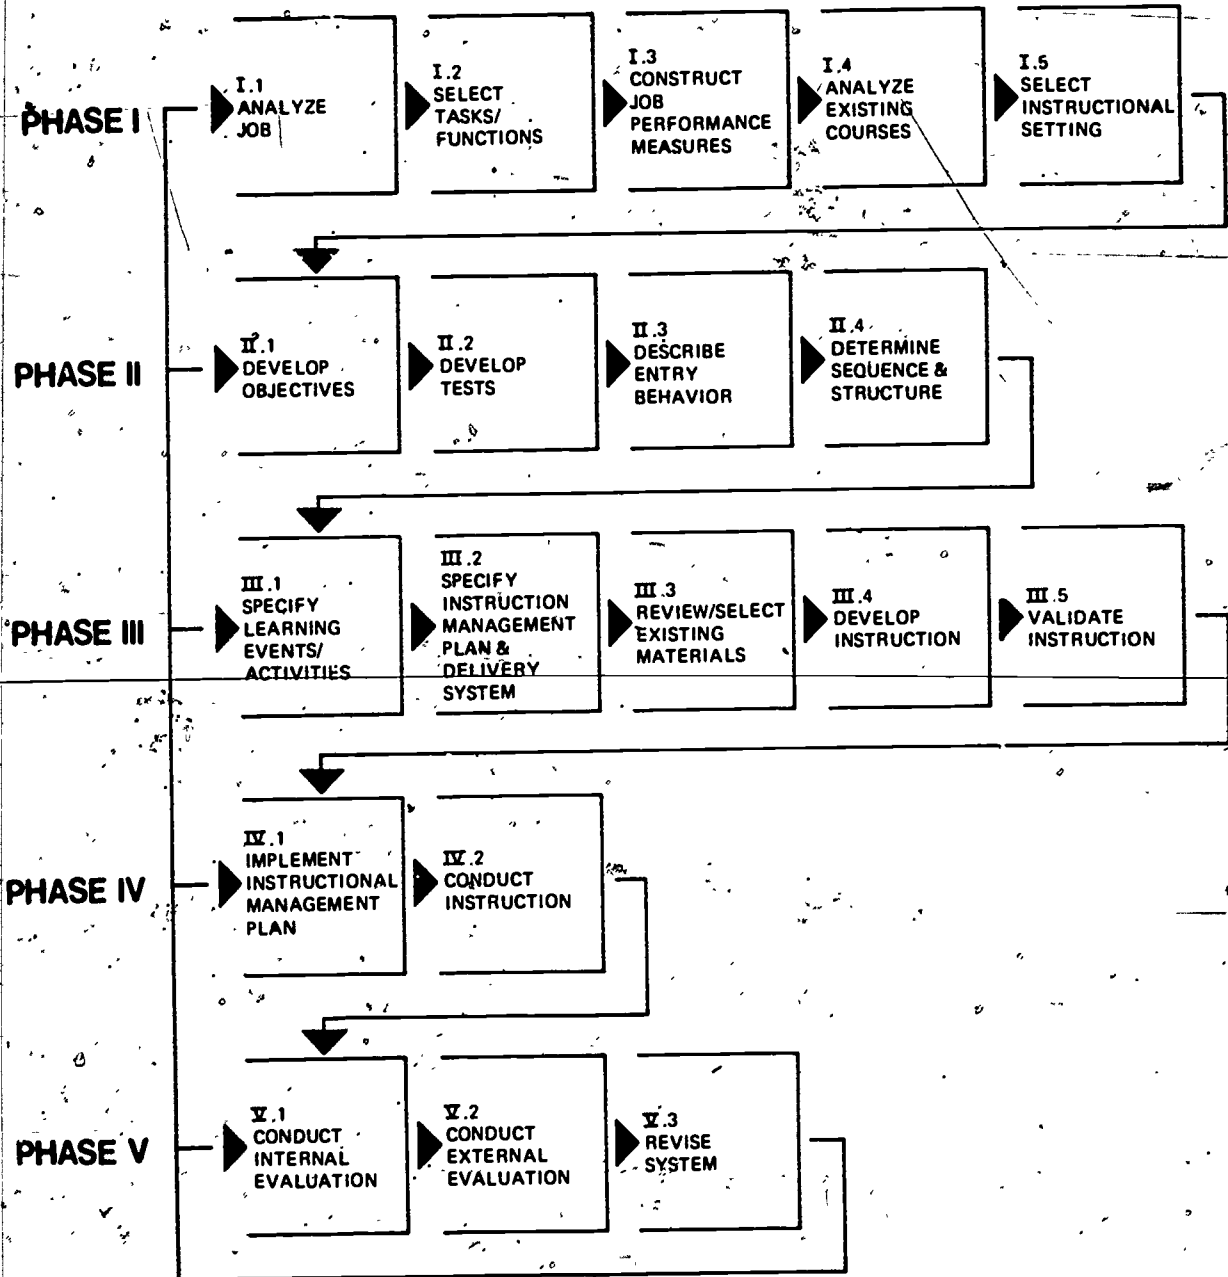 PHASE I
I.1
ANALYZE
JOB
I.2
SELECT
TASKS/
FUNCTIONS
I.3
CONSTRUCT
JOB
PERFORMANCE
MEASURES
I.4
ANALYZE
EXISTING
COURSES
I.5
SELECT
INSTRUCTIONAL
SETTING
PHASE II
II.1
DEVELOP
OBJECTIVES
II.2
DEVELOP
TESTS
II.3
DESCRIBE
ENTRY
BEHAVIOR
II.4
DETERMINE
SEQUENCE &
STRUCTURE
PHASE III
III.1
SPECIFY
LEARNING
EVENTS/
ACTIVITIES
III.2
SPECIFY
INSTRUCTION
MANAGEMENT
PLAN &
DELIVERY
SYSTEM
III.3
REVIEW/SELECT
EXISTING
MATERIALS
III.4
DEVELOP
INSTRUCTION
III.5
VALIDATE
INSTRUCTION
PHASE IV
IV.1
IMPLEMENT
INSTRUCTIONAL
MANAGEMENT
PLAN
IV.2
CONDUCT
INSTRUCTION
PHASE V
V.1
CONDUCT
INTERNAL
EVALUATION
V.2
CONDUCT
EXTERNAL
EVALUATION
V.3
REVISE
SYSTEM